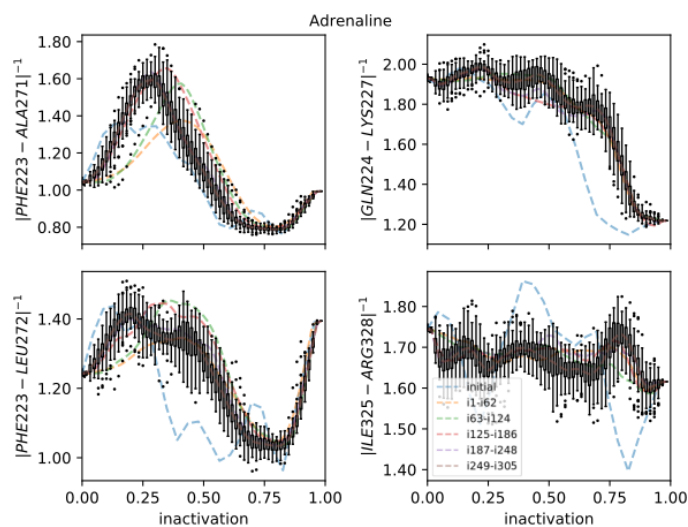 Adrenaline
|PHE223 − ALA271|⁻¹
1.80
1.60
1.40
1.20
1.00
0.80
|GLN224 − LYS227|⁻¹
2.00
1.80
1.60
1.40
1.20
|PHE223 − LEU272|⁻¹
1.40
1.20
1.00
0.00 0.25 0.50 0.75 1.00
inactivation
|ILE325 − ARG328|⁻¹
1.80
1.70
1.60
1.50
1.40
initial
i1-i62
i63-i124
i125-i186
i187-i248
i249-i305
0.00 0.25 0.50 0.75 1.00
inactivation